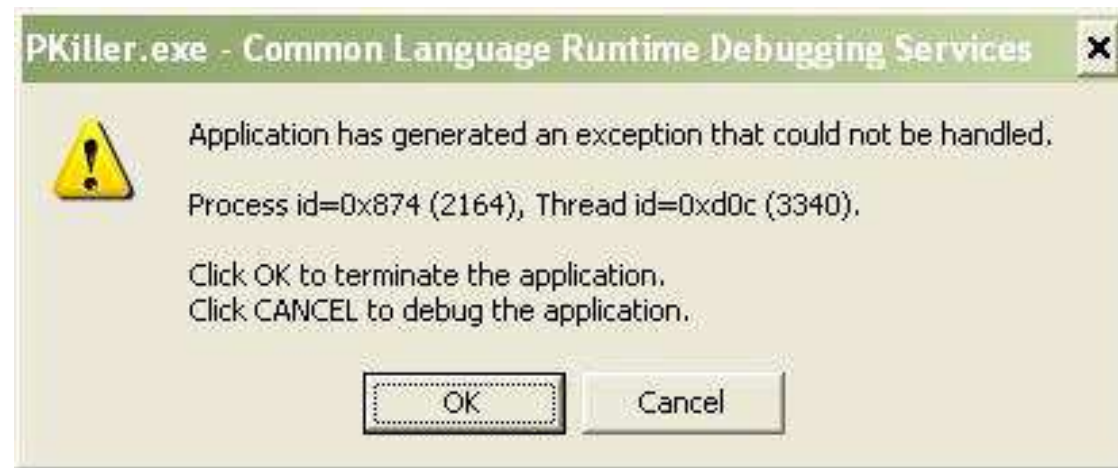 PKiller.exe - Common Language Runtime Debugging Services
Application has generated an exception that could not be handled.
Process id=0x874 (2164), Thread id=0xd0c (3340).
Click OK to terminate the application.
Click CANCEL to debug the application.
OK
Cancel